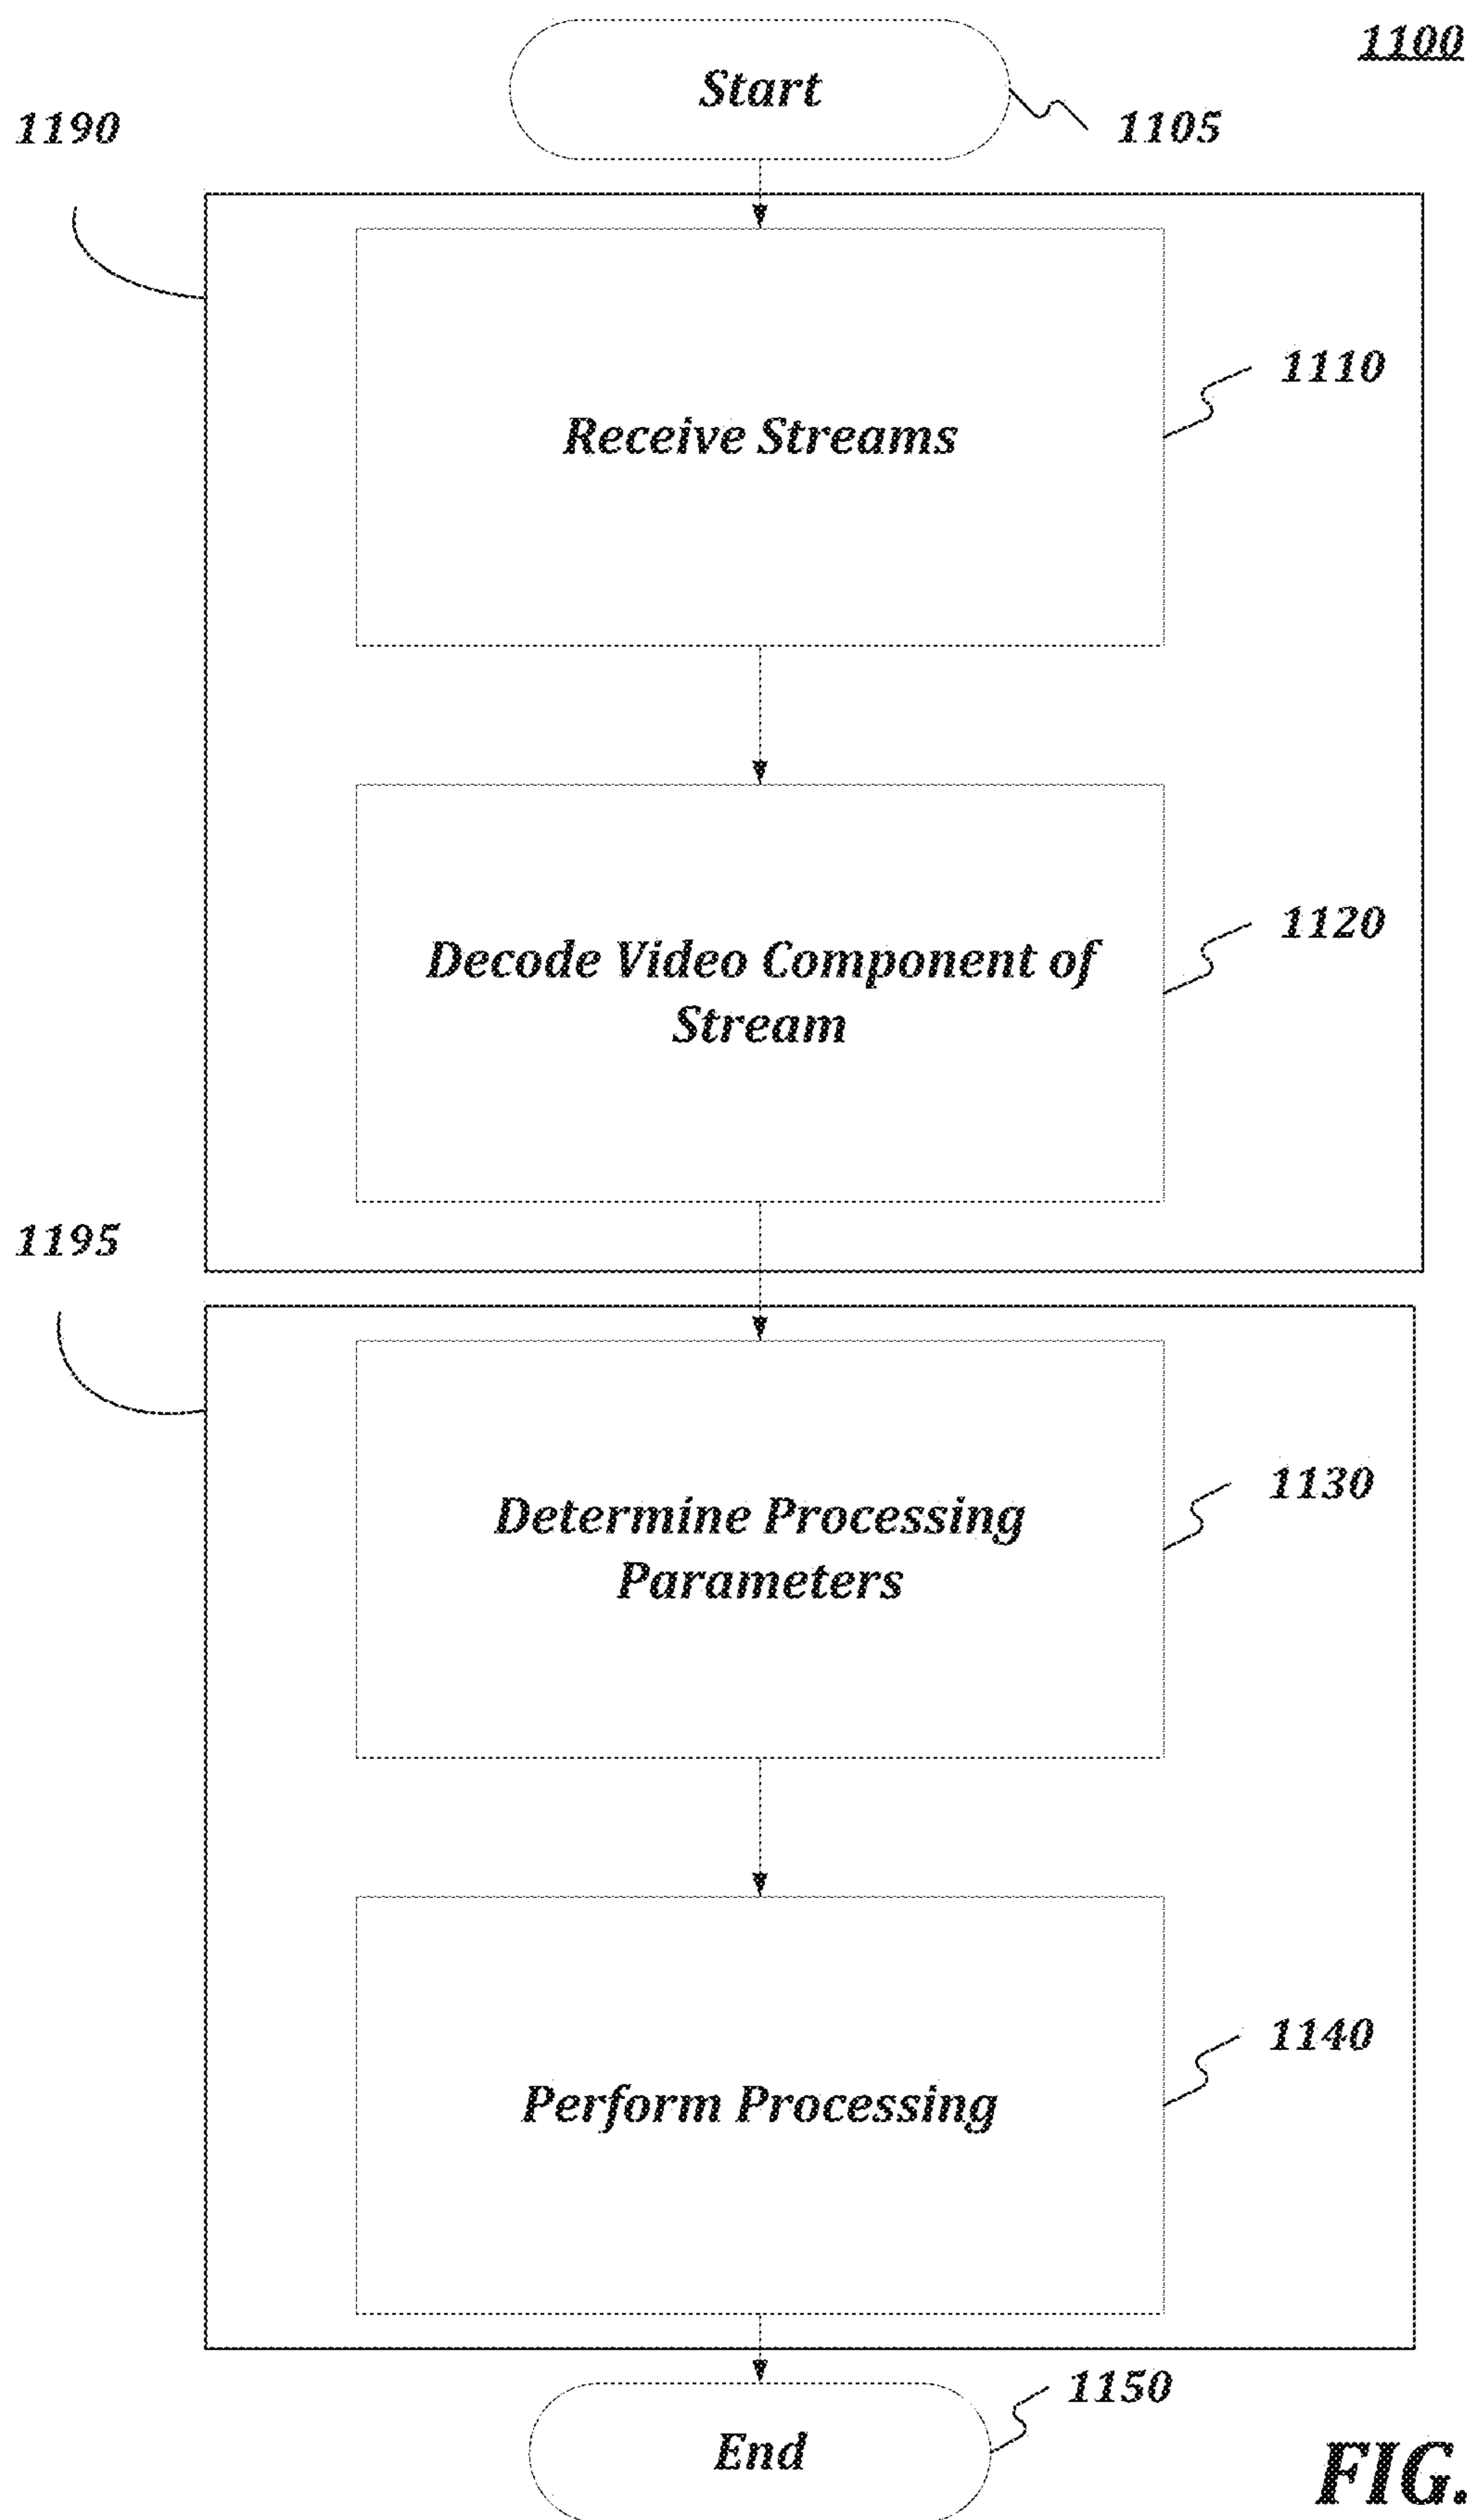 1100
Start
1105
1190
Receive Streams
1110
Decode Video Component of
Stream
1120
1195
Determine Processing
Parameters
1130
Perform Processing
1140
1150
End
FIG.